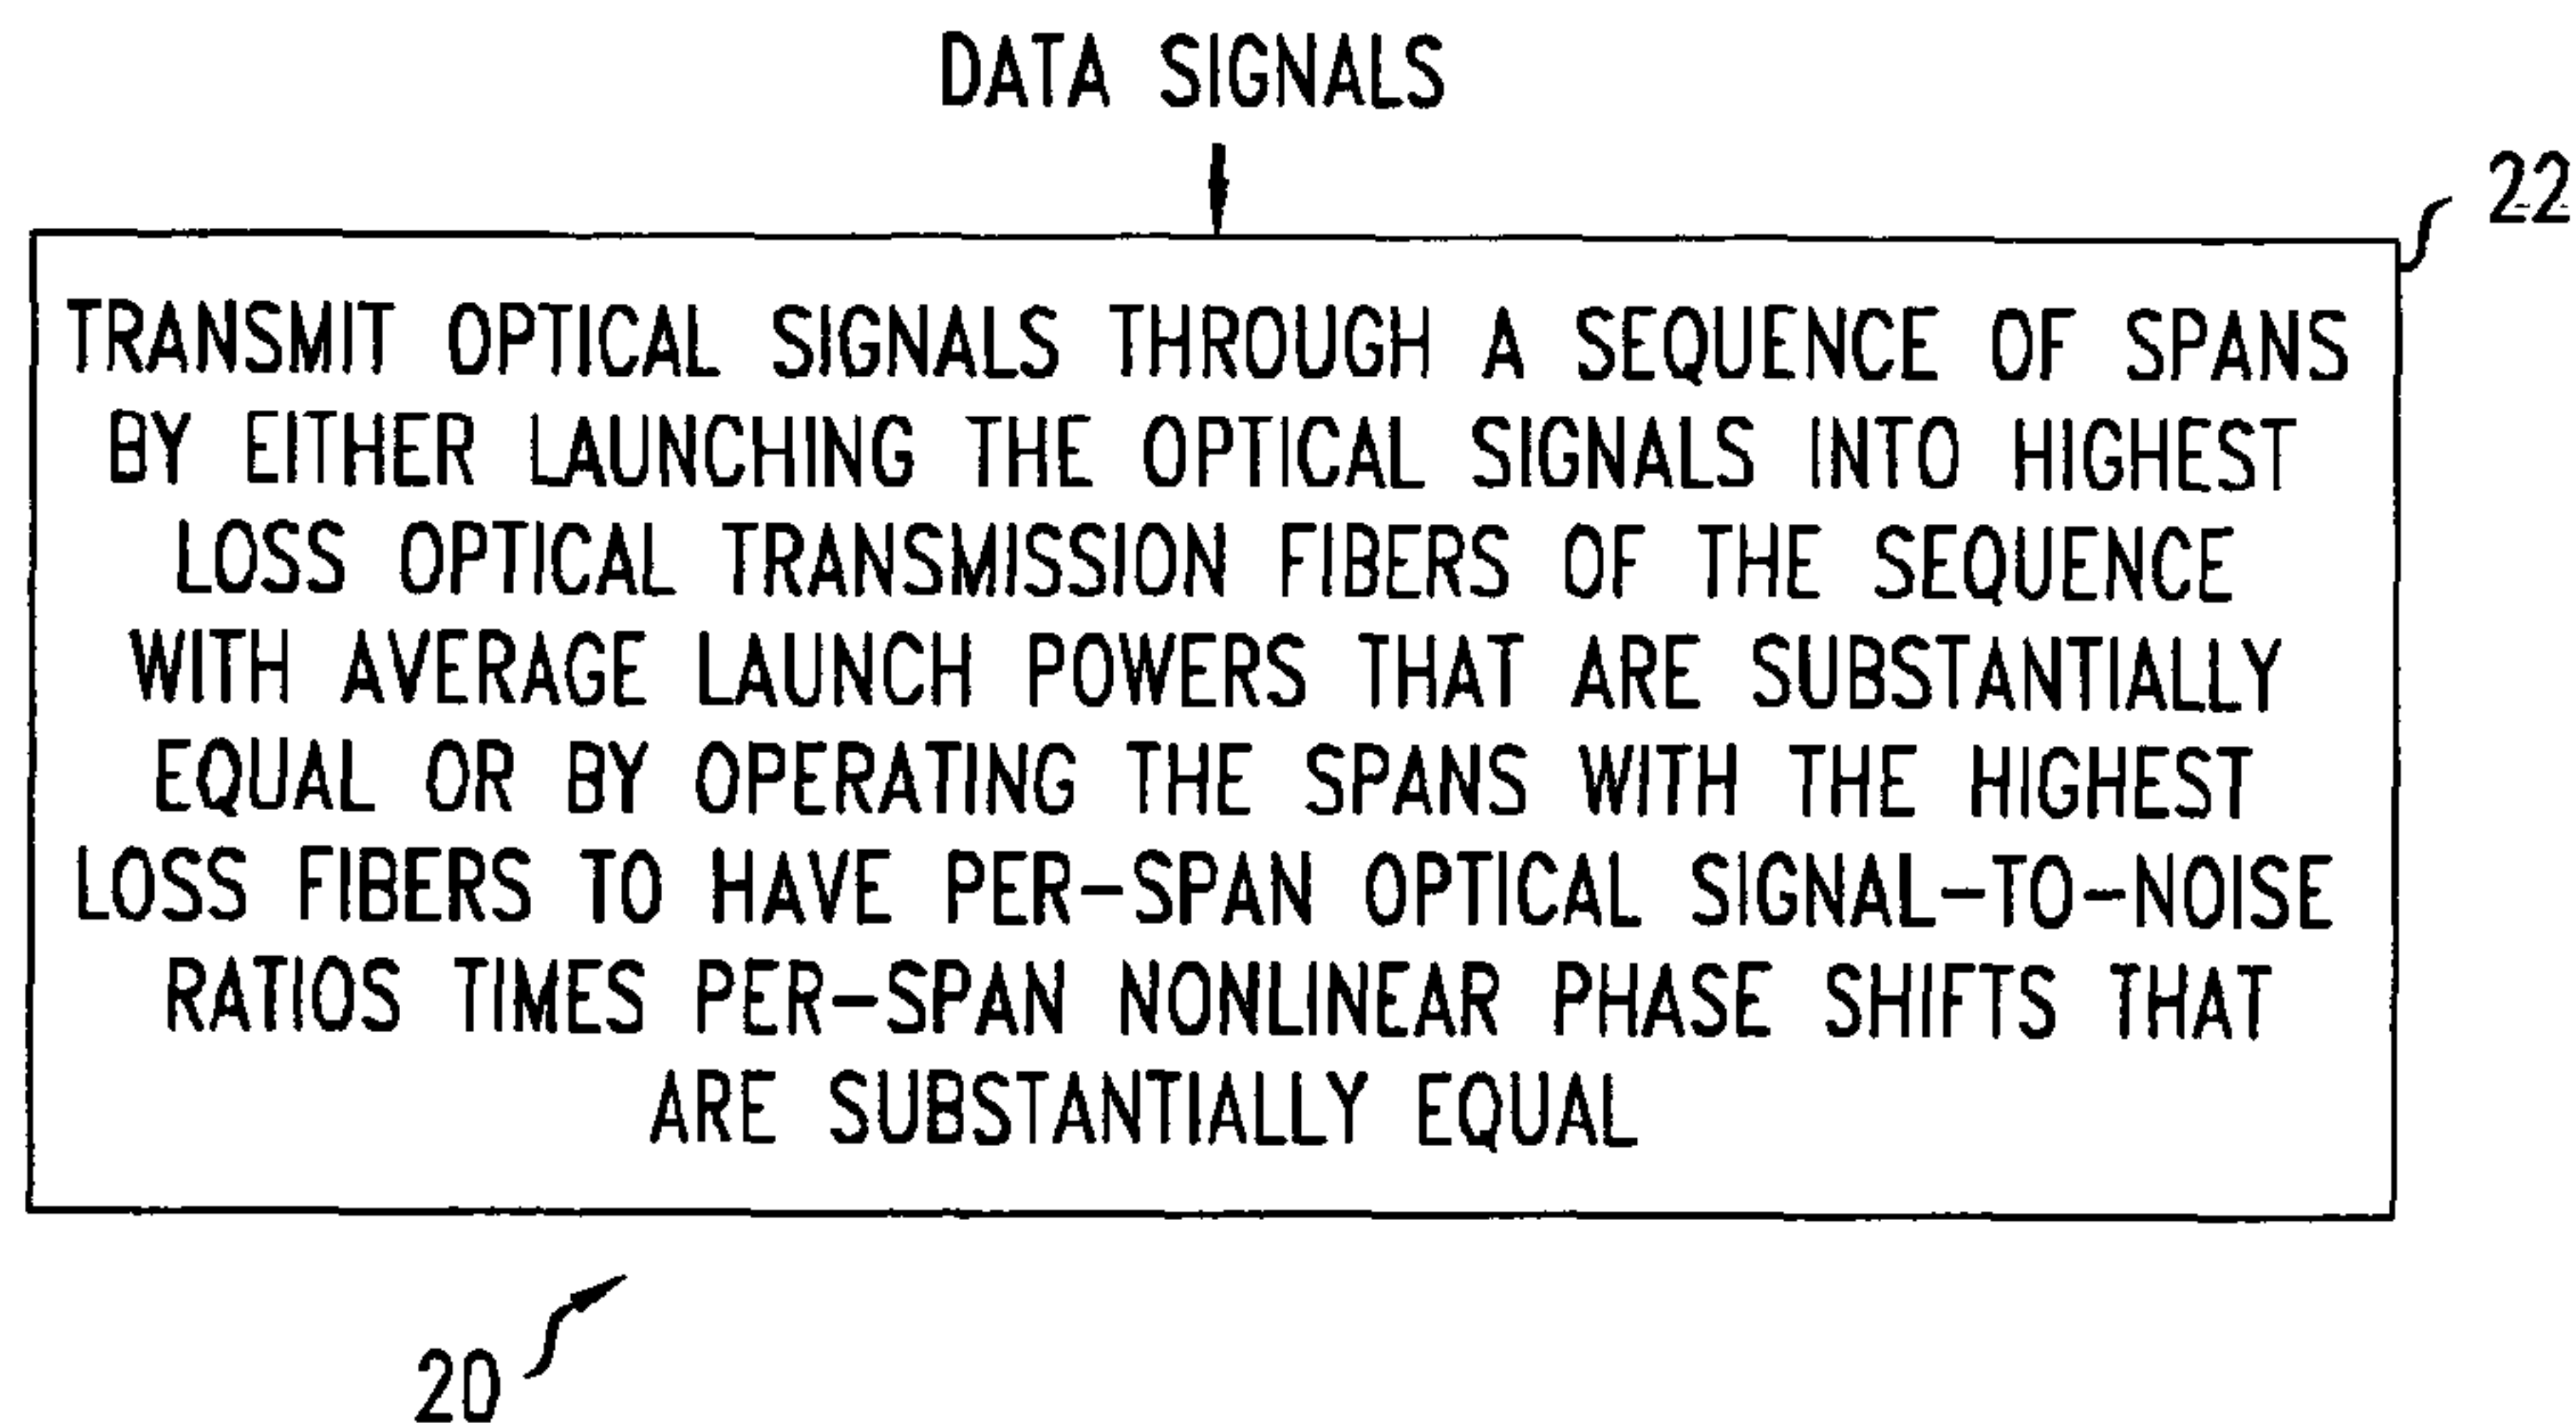 DATA SIGNALS
22
TRANSMIT OPTICAL SIGNALS THROUGH A SEQUENCE OF SPANS
BY EITHER LAUNCHING THE OPTICAL SIGNALS INTO HIGHEST
LOSS OPTICAL TRANSMISSION FIBERS OF THE SEQUENCE
WITH AVERAGE LAUNCH POWERS THAT ARE SUBSTANTIALLY
EQUAL OR BY OPERATING THE SPANS WITH THE HIGHEST
LOSS FIBERS TO HAVE PER-SPAN OPTICAL SIGNAL-TO-NOISE
RATIOS TIMES PER-SPAN NONLINEAR PHASE SHIFTS THAT
ARE SUBSTANTIALLY EQUAL
20